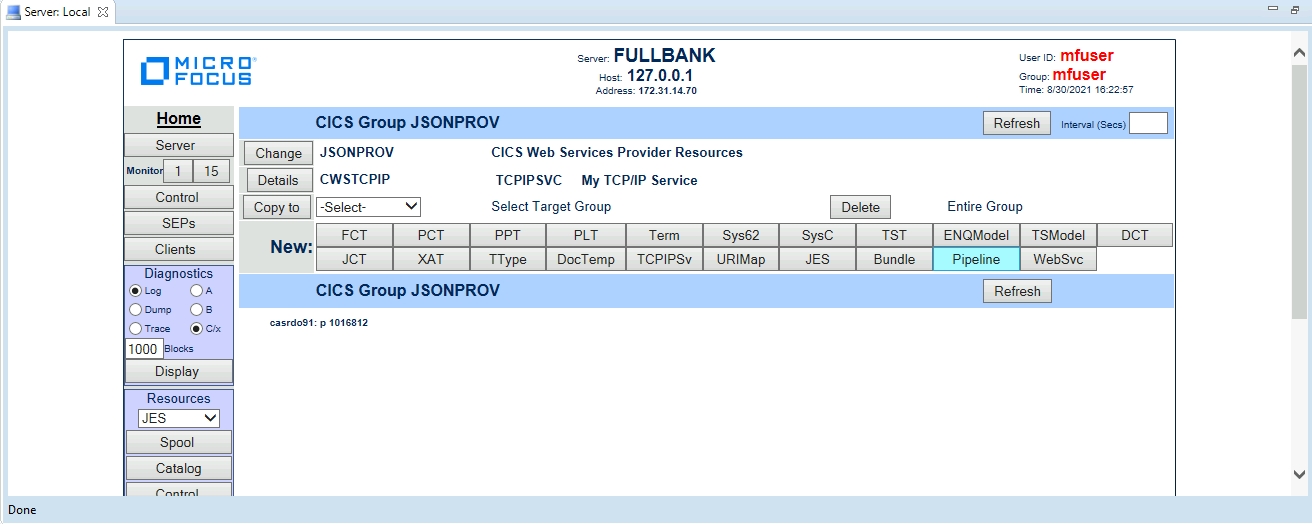 Server: Local
MICRO FOCUS
Server: FULLBANK
Host: 127.0.0.1
Address: 172.31.14.70
User ID: mfuser
Group: mfuser
Time: 8/30/2021 16:22:57
Home
Server
Monitor 1 15
Control
SEPs
Clients
Diagnostics
Log A
Dump B
Trace C/x
1000 Blocks
Display
Resources
JES
Spool
Catalog
Control
CICS Group JSONPROV Refresh Interval (Secs)
Change JSONPROV CICS Web Services Provider Resources
Details CWSTCPIP TCPIPSVC My TCP/IP Service
Copy to -Select- Select Target Group Delete Entire Group
New: FCT PCT PPT PLT Term Sys62 SysC TST ENQModel TSModel DCT
JCT XAT TType DocTemp TCPIPSv URIMap JES Bundle Pipeline WebSvc
CICS Group JSONPROV Refresh
casrdo91: p 1016812
Done